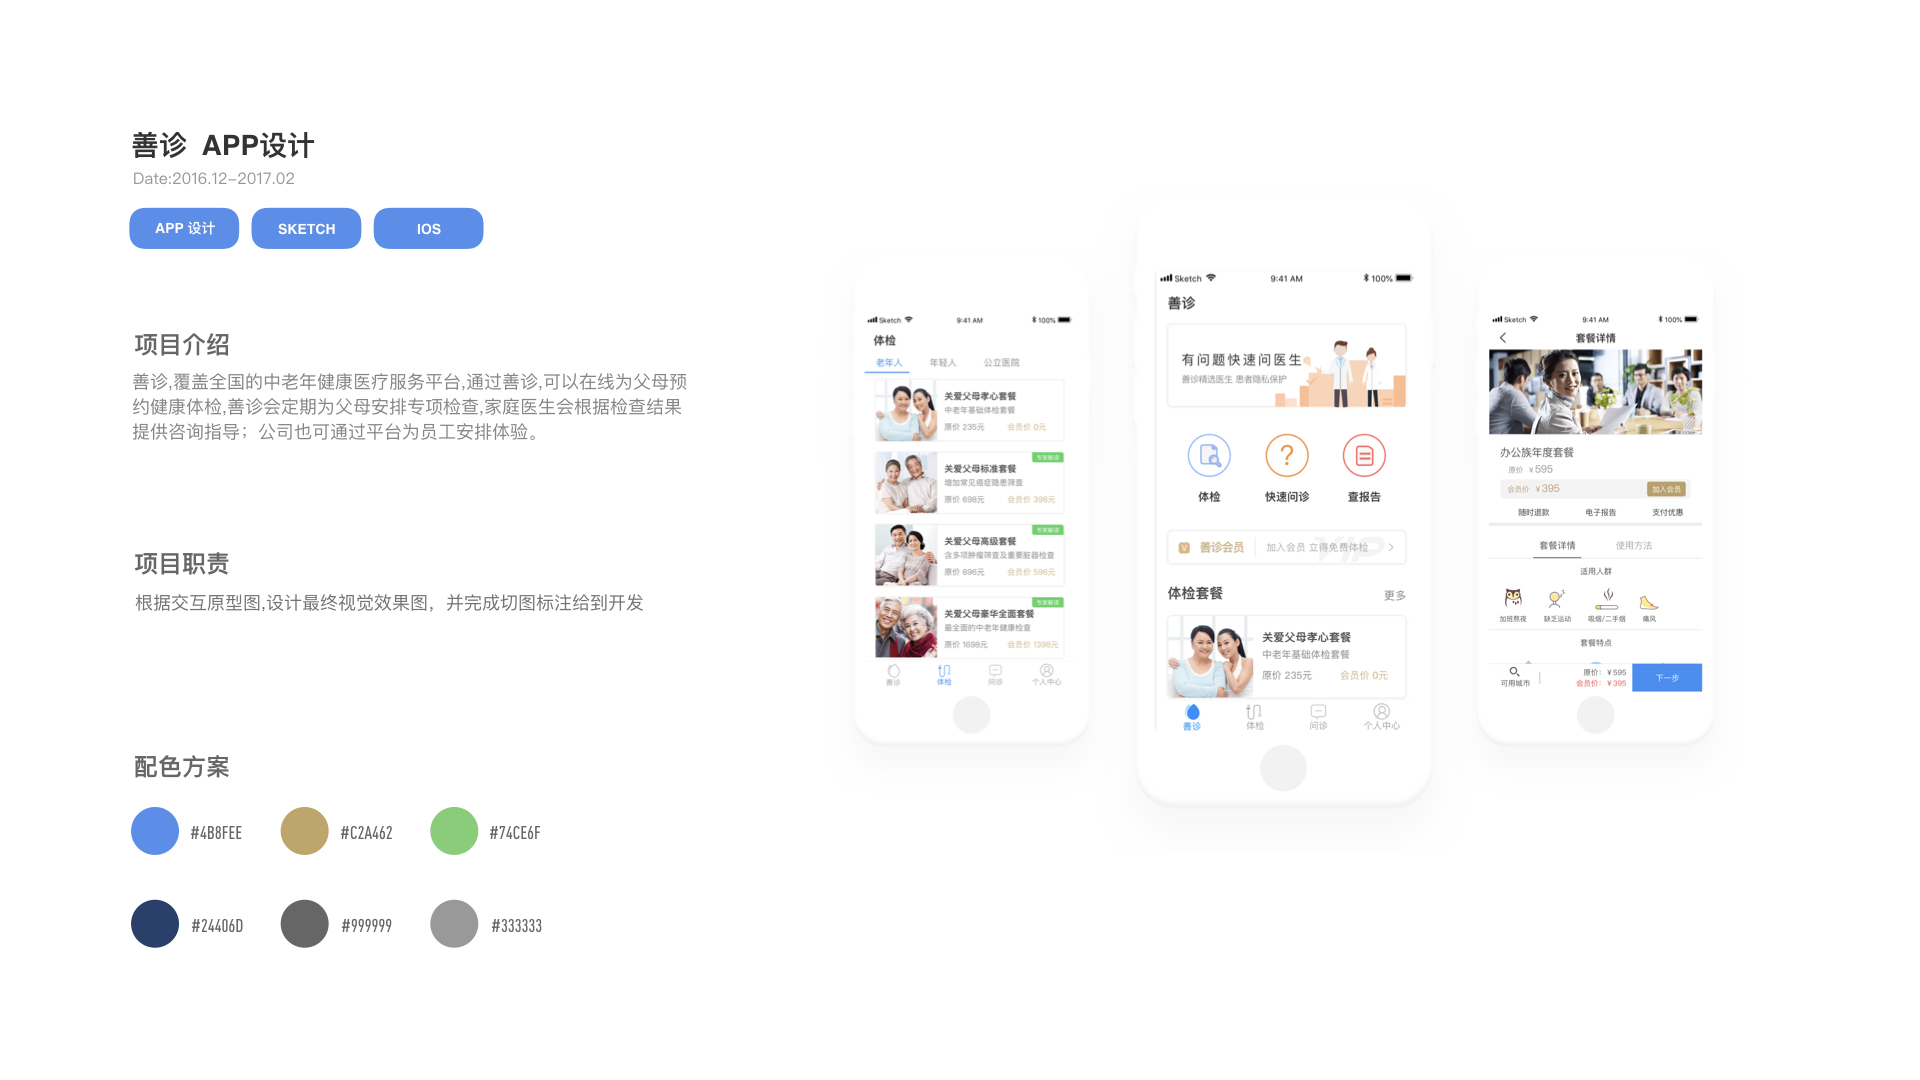 善诊 APP设计
Date:2016.12-2017.02
APP 设计
SKETCH
IOS
项目介绍
善诊,覆盖全国的中老年健康医疗服务平台,通过善诊,可以在线为父母预
约健康体检,善诊会定期为父母安排专项检查,家庭医生会根据检查结果
提供咨询指导；公司也可通过平台为员工安排体验。
项目职责
根据交互原型图,设计最终视觉效果图，并完成切图标注给到开发
配色方案
#4B8FEE
#C2A462
#74CE6F
#24406D
#999999
#333333
Sketch 9:41 AM 100%
体检
老年人 年轻人 公立医院
关爱父母孝心套餐
中老年基础体检套餐
原价 235元 会员价 0元
专家解读
关爱父母标准套餐
增加常见癌症隐患筛查
原价 698元 会员价 398元
专家解读
关爱父母高级套餐
含多项肿瘤筛查及重要脏器检查
原价 896元 会员价 596元
专家解读
关爱父母豪华全面套餐
最全面的中老年健康检查
原价 1698元 会员价 1398元
善诊 体检 问诊 个人中心
Sketch 9:41 AM 100%
善诊
有问题快速问医生
善诊精选医生 患者隐私保护
体检 快速问诊 查报告
V 善诊会员 加入会员 立得免费体检
VIP
体检套餐 更多
关爱父母孝心套餐
中老年基础体检套餐
原价 235元 会员价 0元
善诊 体检 问诊 个人中心
Sketch 9:41 AM 100%
套餐详情
办公族年度套餐
原价 ¥595
会员价 ¥395 加入会员
随时退款 电子报告 支付优惠
套餐详情 使用方法
适用人群
加班熬夜 缺乏运动 吸烟/二手烟 痛风
套餐特点
可用城市
原价：¥595
会员价：¥395
下一步